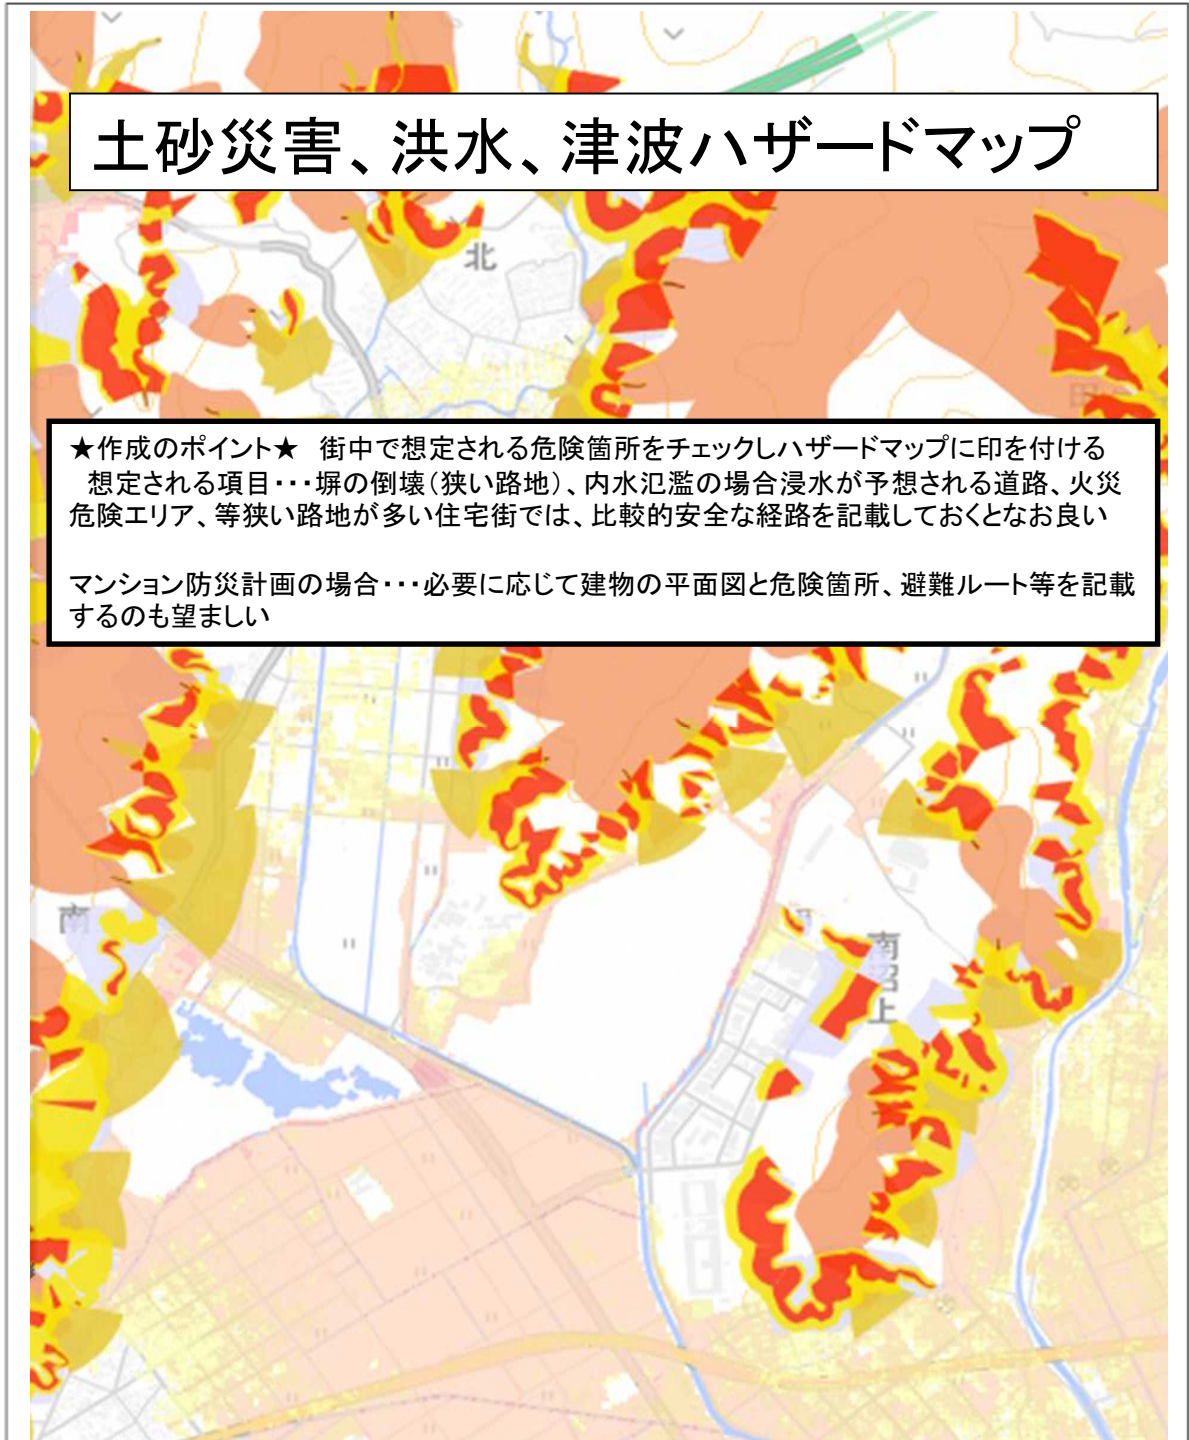 土砂災害、洪水、津波ハザードマップ
北
★作成のポイント★　街中で想定される危険箇所をチェックしハザードマップに印を付ける
想定される項目・・・塀の倒壊(狭い路地)、内水氾濫の場合浸水が予想される道路、火災
危険エリア、等狭い路地が多い住宅街では、比較的安全な経路を記載しておくとなお良い
マンション防災計画の場合・・・必要に応じて建物の平面図と危険箇所、避難ルート等を記載
するのも望ましい
南
南沼上